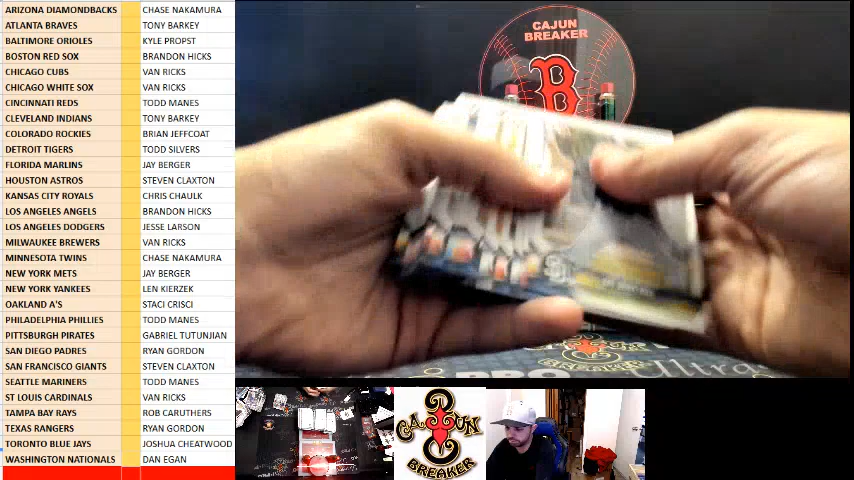 ARIZONA DIAMONDBACKS CHASE NAKAMURA
ATLANTA BRAVES TONY BARKEY
BALTIMORE ORIOLES KYLE PROPST
BOSTON RED SOX BRANDON HICKS
CHICAGO CUBS VAN RICKS
CHICAGO WHITE SOX VAN RICKS
CINCINNATI REDS TODD MANES
CLEVELAND INDIANS TONY BARKEY
COLORADO ROCKIES BRIAN JEFFCOAT
DETROIT TIGERS TODD SILVERS
FLORIDA MARLINS JAY BERGER
HOUSTON ASTROS STEVEN CLAXTON
KANSAS CITY ROYALS CHRIS CHAULK
LOS ANGELES ANGELS BRANDON HICKS
LOS ANGELES DODGERS JESSE LARSON
MILWAUKEE BREWERS VAN RICKS
MINNESOTA TWINS CHASE NAKAMURA
NEW YORK METS JAY BERGER
NEW YORK YANKEES LEN KIERZEK
OAKLAND A'S STACI CRISCI
PHILADELPHIA PHILLIES TODD MANES
PITTSBURGH PIRATES GABRIEL TUTUNJIAN
SAN DIEGO PADRES RYAN GORDON
SAN FRANCISCO GIANTS STEVEN CLAXTON
SEATTLE MARINERS TODD MANES
ST LOUIS CARDINALS VAN RICKS
TAMPA BAY RAYS ROB CARUTHERS
TEXAS RANGERS RYAN GORDON
TORONTO BLUE JAYS JOSHUA CHEATWOOD
WASHINGTON NATIONALS DAN EGAN
CAJUN
BREAKER
B
CAJUN
BREAKER